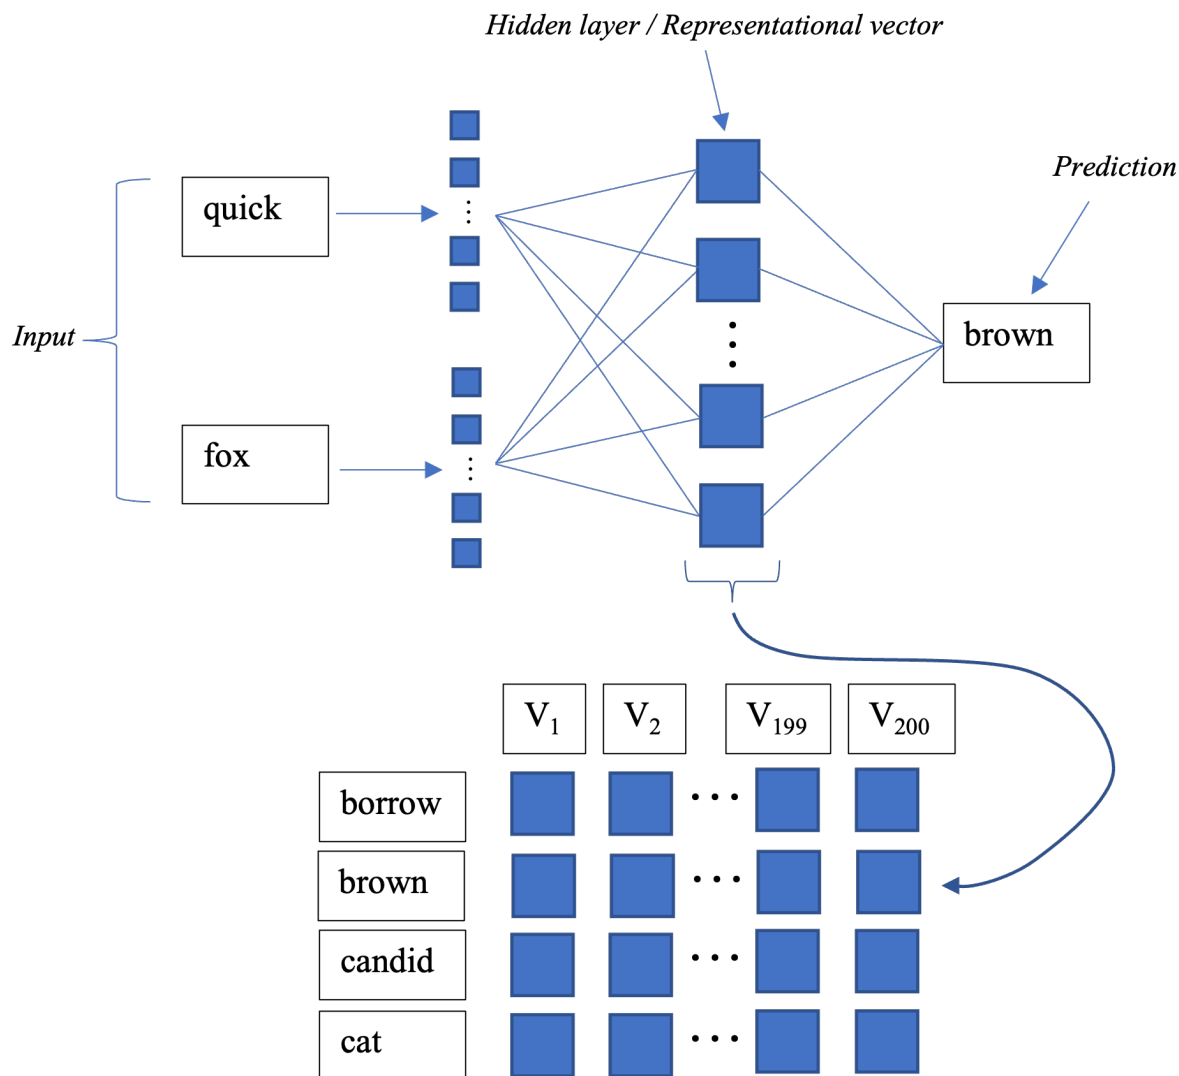 Hidden layer / Representational vector
Prediction
Input
quick
fox
brown
V1 V2 ... V199 V200
borrow ...
brown ...
candid ...
cat ...